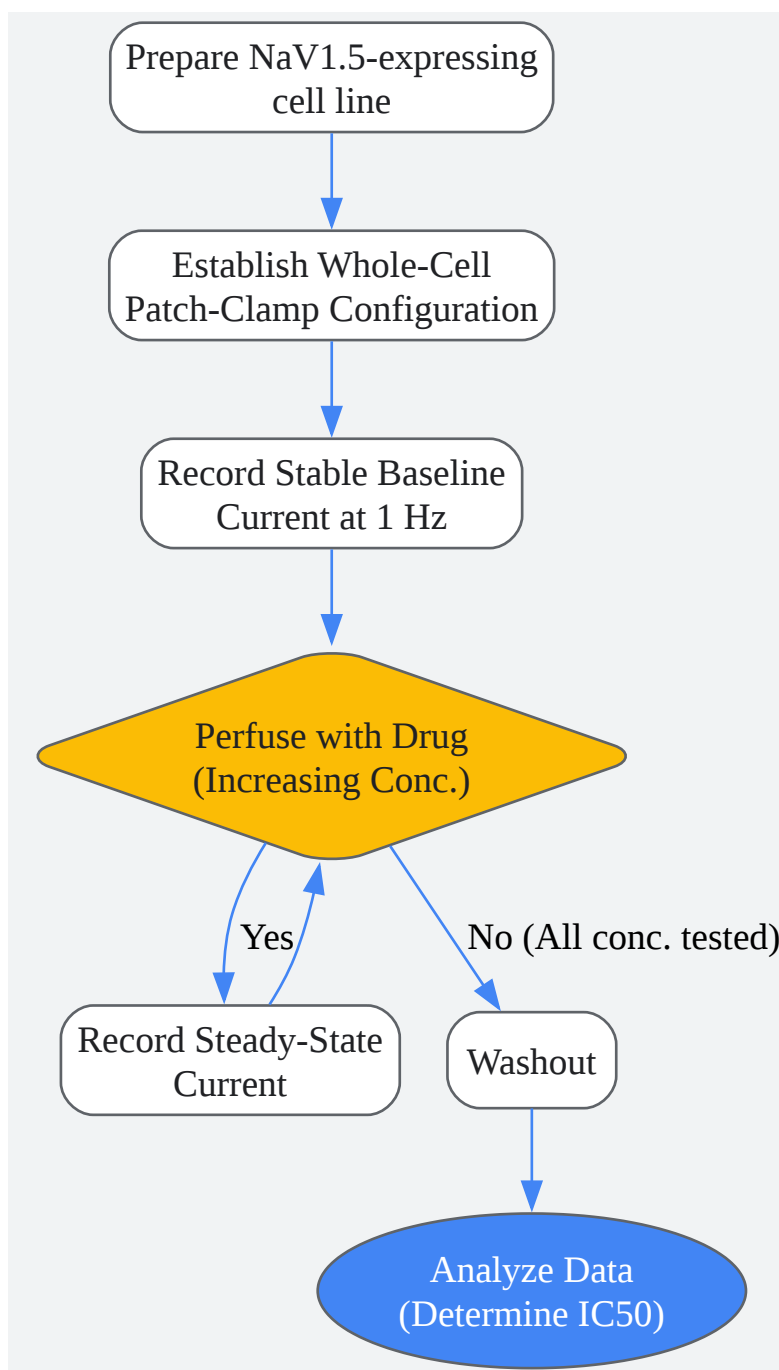 Prepare NaV1.5-expressing
cell line
Establish Whole-Cell
Patch-Clamp Configuration
Record Stable Baseline
Current at 1 Hz
Perfuse with Drug
(Increasing Conc.)
Yes
No (All conc. tested)
Record Steady-State
Current
Washout
Analyze Data
(Determine IC50)